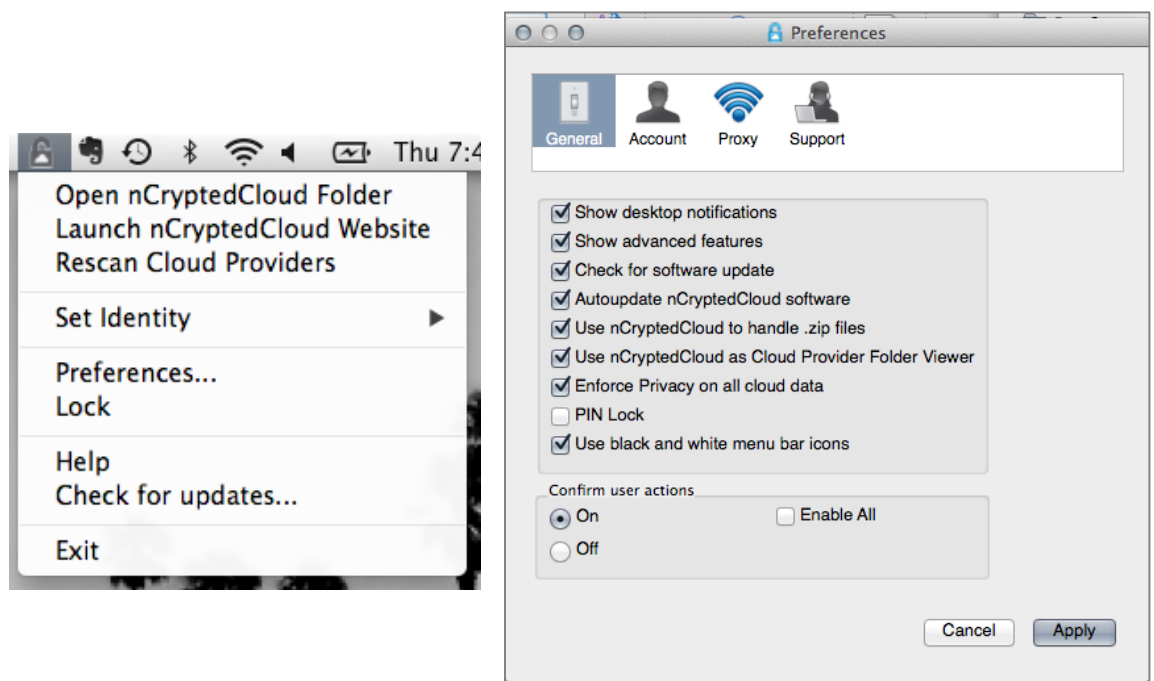 Thu 7:4
Open nCryptedCloud Folder
Launch nCryptedCloud Website
Rescan Cloud Providers
Set Identity
Preferences...
Lock
Help
Check for updates...
Exit
Preferences
General Account Proxy Support
Show desktop notifications
Show advanced features
Check for software update
Autoupdate nCryptedCloud software
Use nCryptedCloud to handle .zip files
Use nCryptedCloud as Cloud Provider Folder Viewer
Enforce Privacy on all cloud data
PIN Lock
Use black and white menu bar icons
Confirm user actions
On Enable All
Off
Cancel Apply